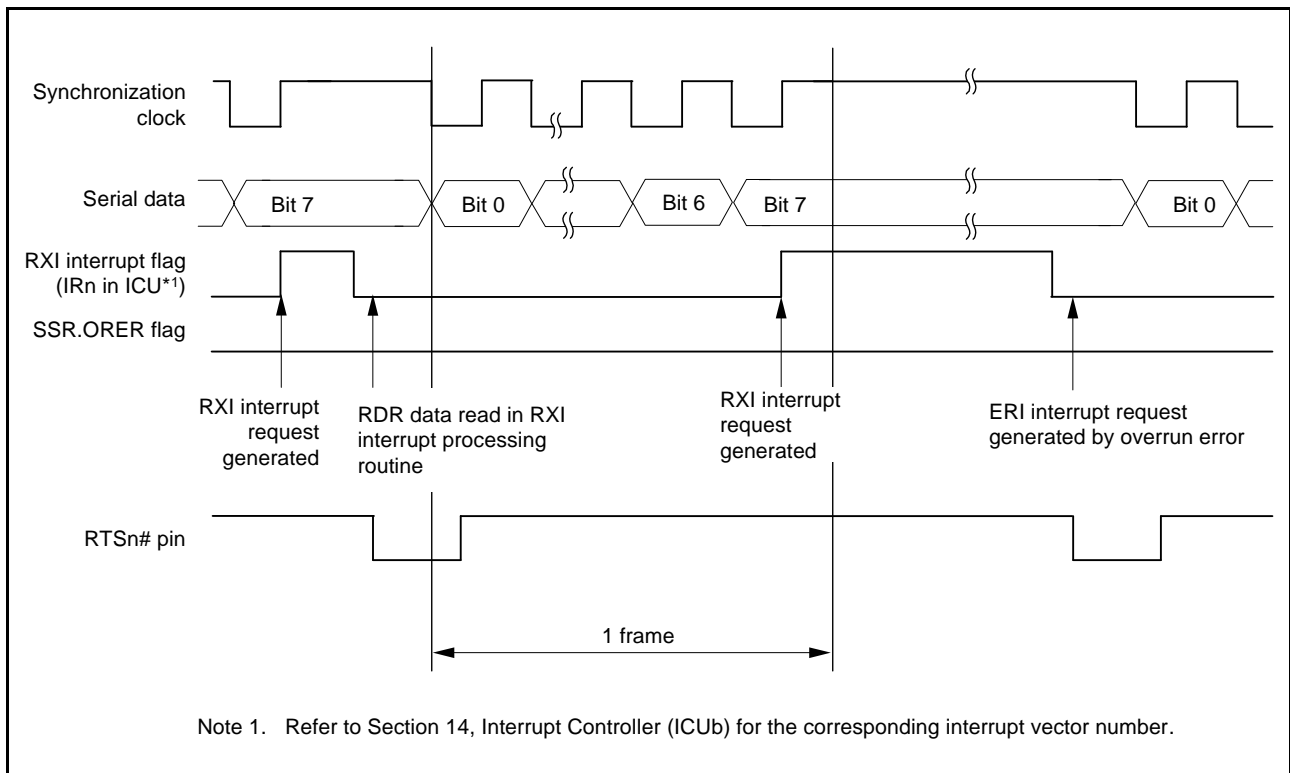 Synchronization
clock
Serial data
Bit 7
Bit 0
Bit 6
Bit 7
Bit 0
RXI interrupt flag
(IRn in ICU*1)
SSR.ORER flag
RXI interrupt
request
generated
RDR data read in RXI
interrupt processing
routine
RXI interrupt
request
generated
ERI interrupt request
generated by overrun error
RTSn# pin
1 frame
Note 1. Refer to Section 14, Interrupt Controller (ICUb) for the corresponding interrupt vector number.